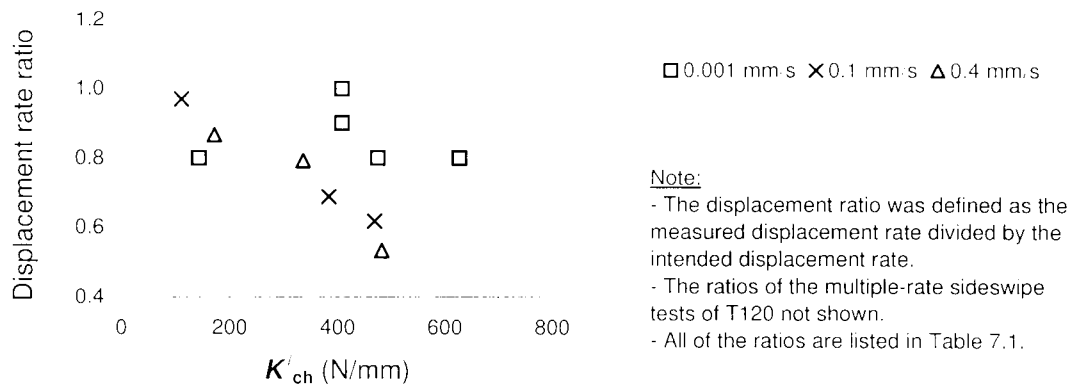 1.2
1.0
0.8
0.6
0.4
Displacement rate ratio
0 200 400 600 800
K'ch (N/mm)
0.001 mm/s 0.1 mm/s 0.4 mm/s
Note:
- The displacement ratio was defined as the
measured displacement rate divided by the
intended displacement rate.
- The ratios of the multiple-rate sideswipe
tests of T120 not shown.
- All of the ratios are listed in Table 7.1.